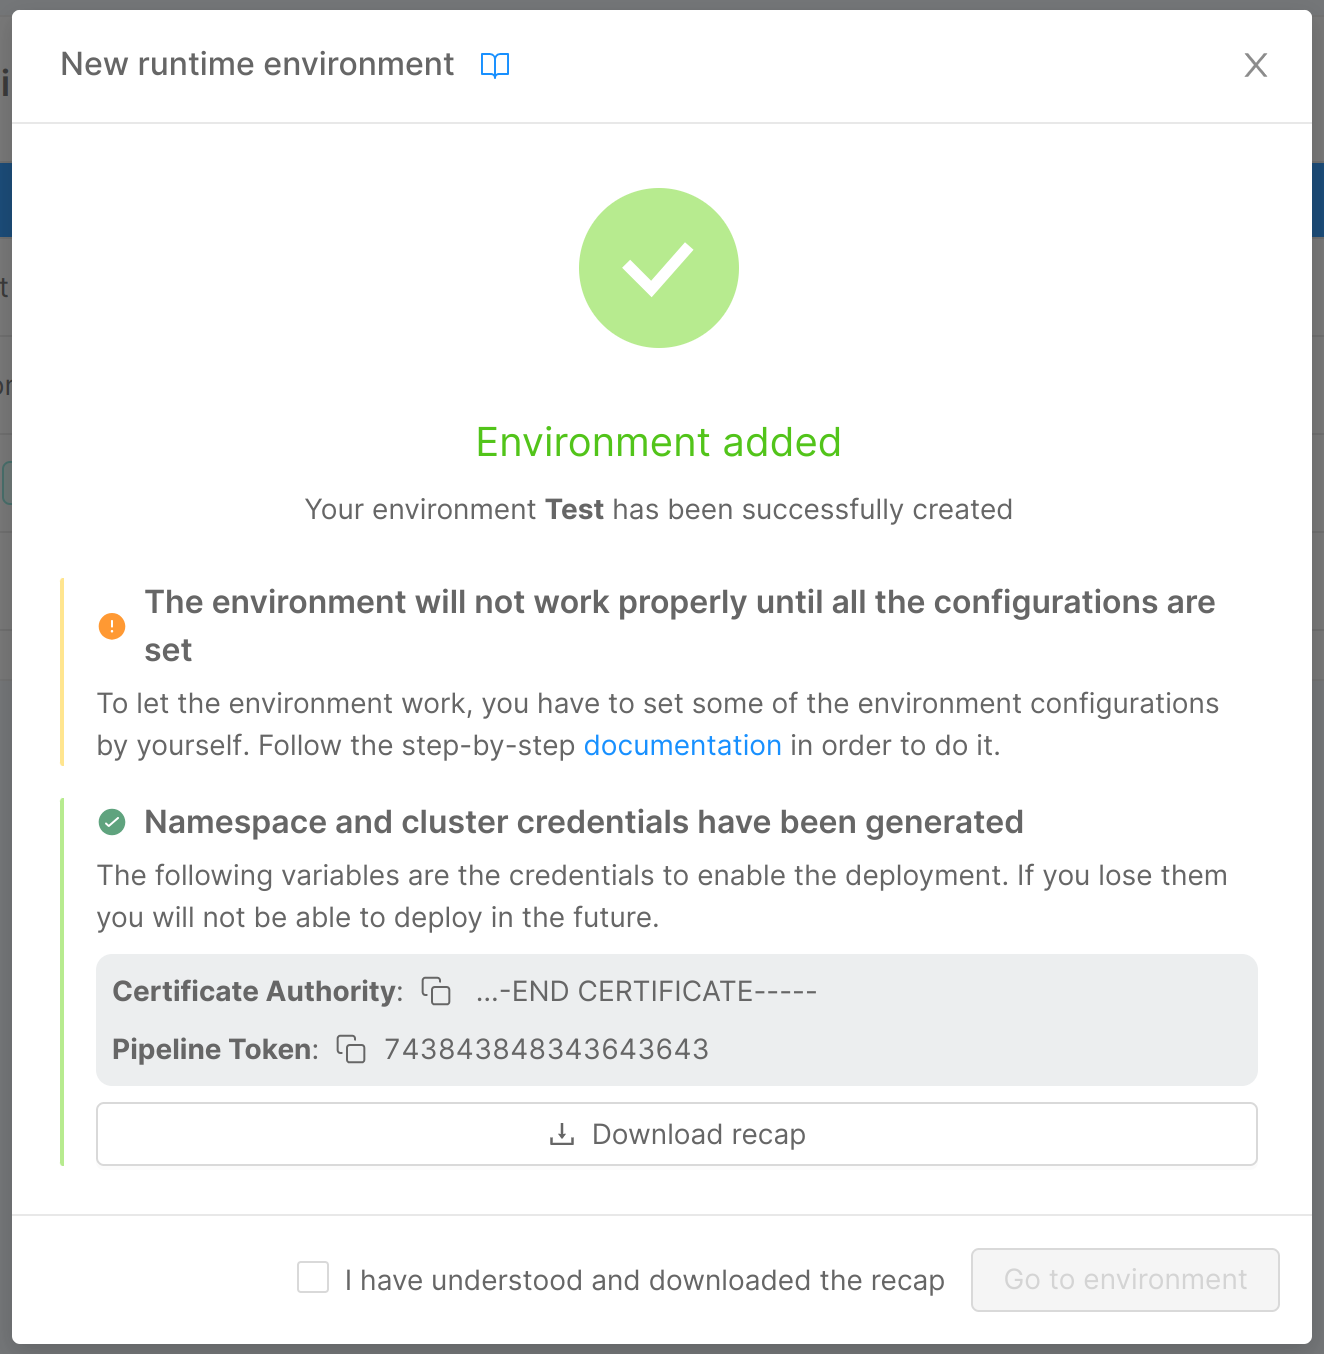 New runtime environment
Environment added
Your environment Test has been successfully created
The environment will not work properly until all the configurations are
set
To let the environment work, you have to set some of the environment configurations
by yourself. Follow the step-by-step documentation in order to do it.
Namespace and cluster credentials have been generated
The following variables are the credentials to enable the deployment. If you lose them
you will not be able to deploy in the future.
Certificate Authority: ...-END CERTIFICATE-----
Pipeline Token: 743843848343643643
Download recap
I have understood and downloaded the recap
Go to environment